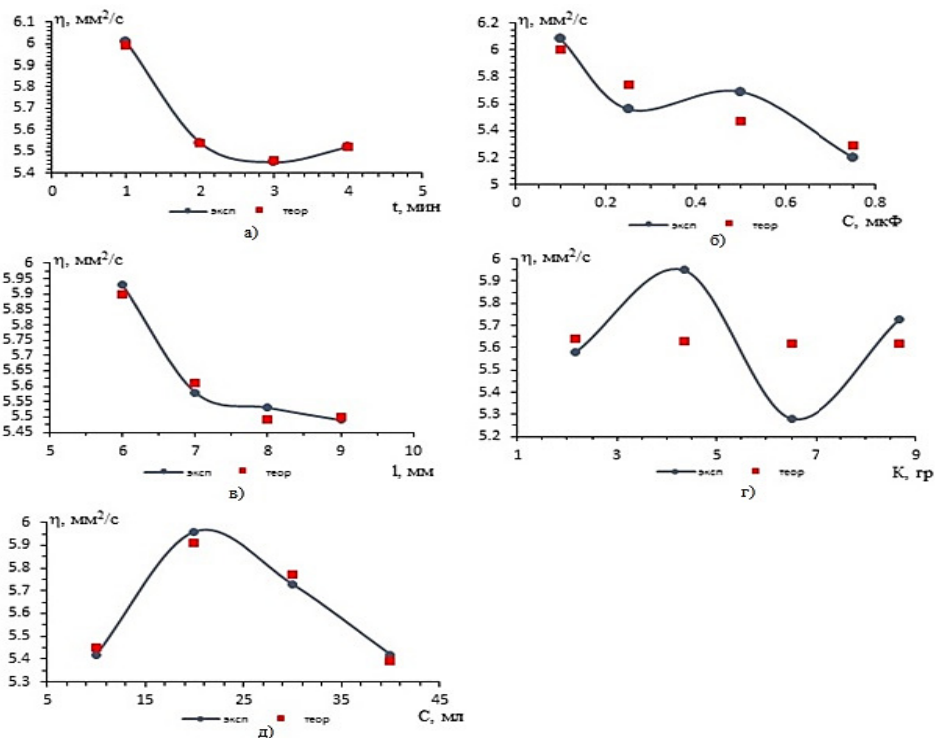 η, мм²/с
6.1
6
5.9
5.8
5.7
5.6
5.5
5.4
0 1 2 3 4 5
t, мин
эксп теор
а)
η, мм²/с
6.2
6
5.8
5.6
5.4
5.2
5
0 0.2 0.4 0.6 0.8
С, мкФ
эксп теор
б)
η, мм²/с
6
5.95
5.9
5.85
5.8
5.75
5.7
5.65
5.6
5.55
5.5
5.45
5 6 7 8 9 10
l, мм
эксп теор
в)
η, мм²/с
6
5.9
5.8
5.7
5.6
5.5
5.4
5.3
5.2
1 3 5 7 9
К, гр
эксп теор
г)
η, мм²/с
6
5.9
5.8
5.7
5.6
5.5
5.4
5.3
5 15 25 35 45
С, мл
эксп теор
д)